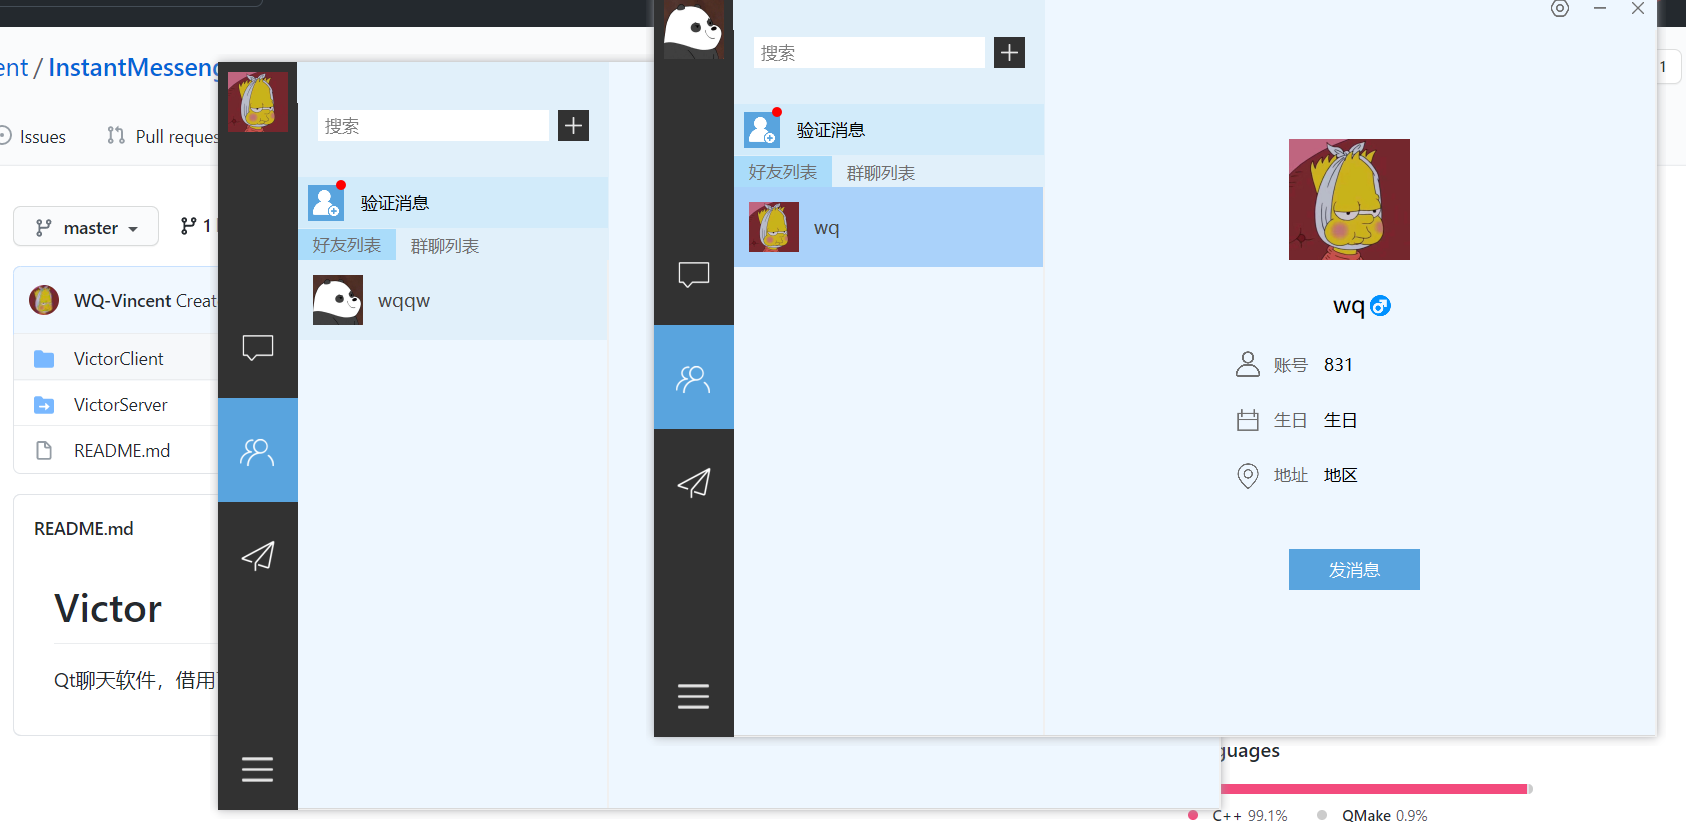 ent / InstantMesseng
Issues
Pull reques
master
1
WQ-Vincent Creat
VictorClient
VictorServer
README.md
README.md
Victor
Qt聊天软件，借用
搜索
验证消息
好友列表
群聊列表
wqqw
搜索
验证消息
好友列表
群聊列表
wq
wq
账号 831
生日 生日
地址 地区
发消息
1
guages
C++ 99.1%
QMake 0.9%